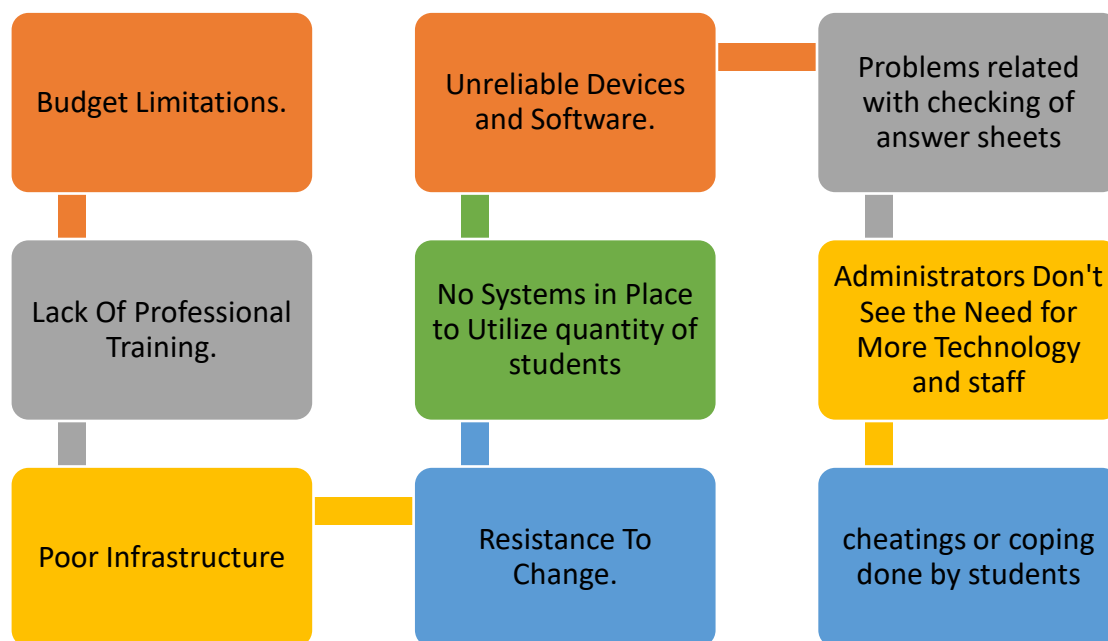 Budget Limitations.
Lack Of Professional
Training.
Poor Infrastructure
Resistance To
Change.
No Systems in Place
to Utilize quantity of
students
Unreliable Devices
and Software.
Problems related
with checking of
answer sheets
Administrators Don't
See the Need for
More Technology
and staff
cheatings or coping
done by students